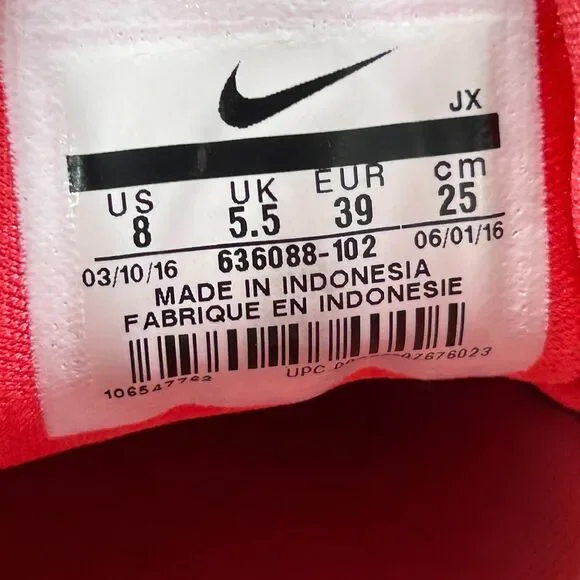 JX
US UK EUR cm
8 5.5 39 25
03/10/16 636088-102 06/01/16
MADE IN INDONESIA
FABRIQUE EN INDONESIE
UPC